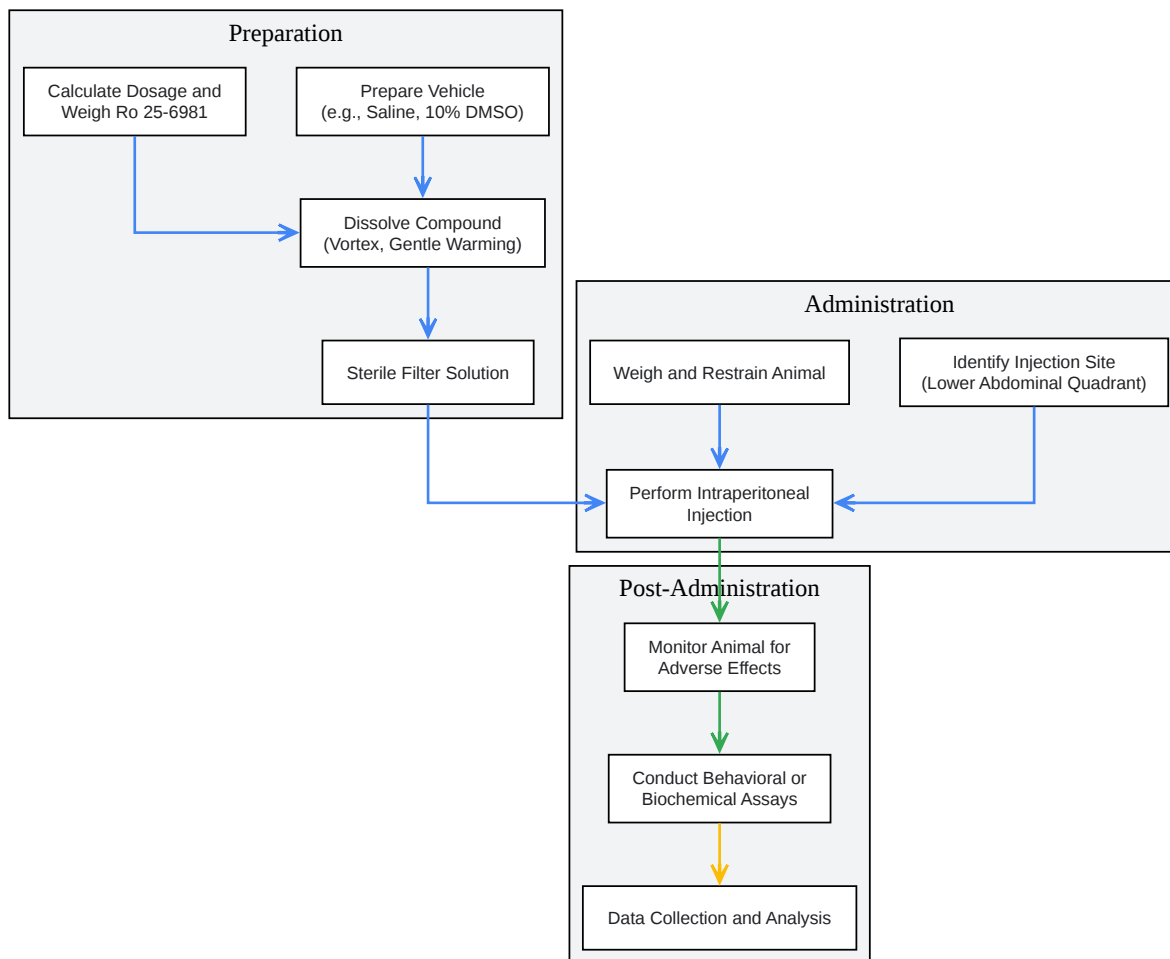 Preparation
Calculate Dosage and
Weigh Ro 25-6981
Prepare Vehicle
(e.g., Saline, 10% DMSO)
Dissolve Compound
(Vortex, Gentle Warming)
Sterile Filter Solution
Administration
Weigh and Restrain Animal
Identify Injection Site
(Lower Abdominal Quadrant)
Perform Intraperitoneal
Injection
Post-Administration
Monitor Animal for
Adverse Effects
Conduct Behavioral or
Biochemical Assays
Data Collection and Analysis